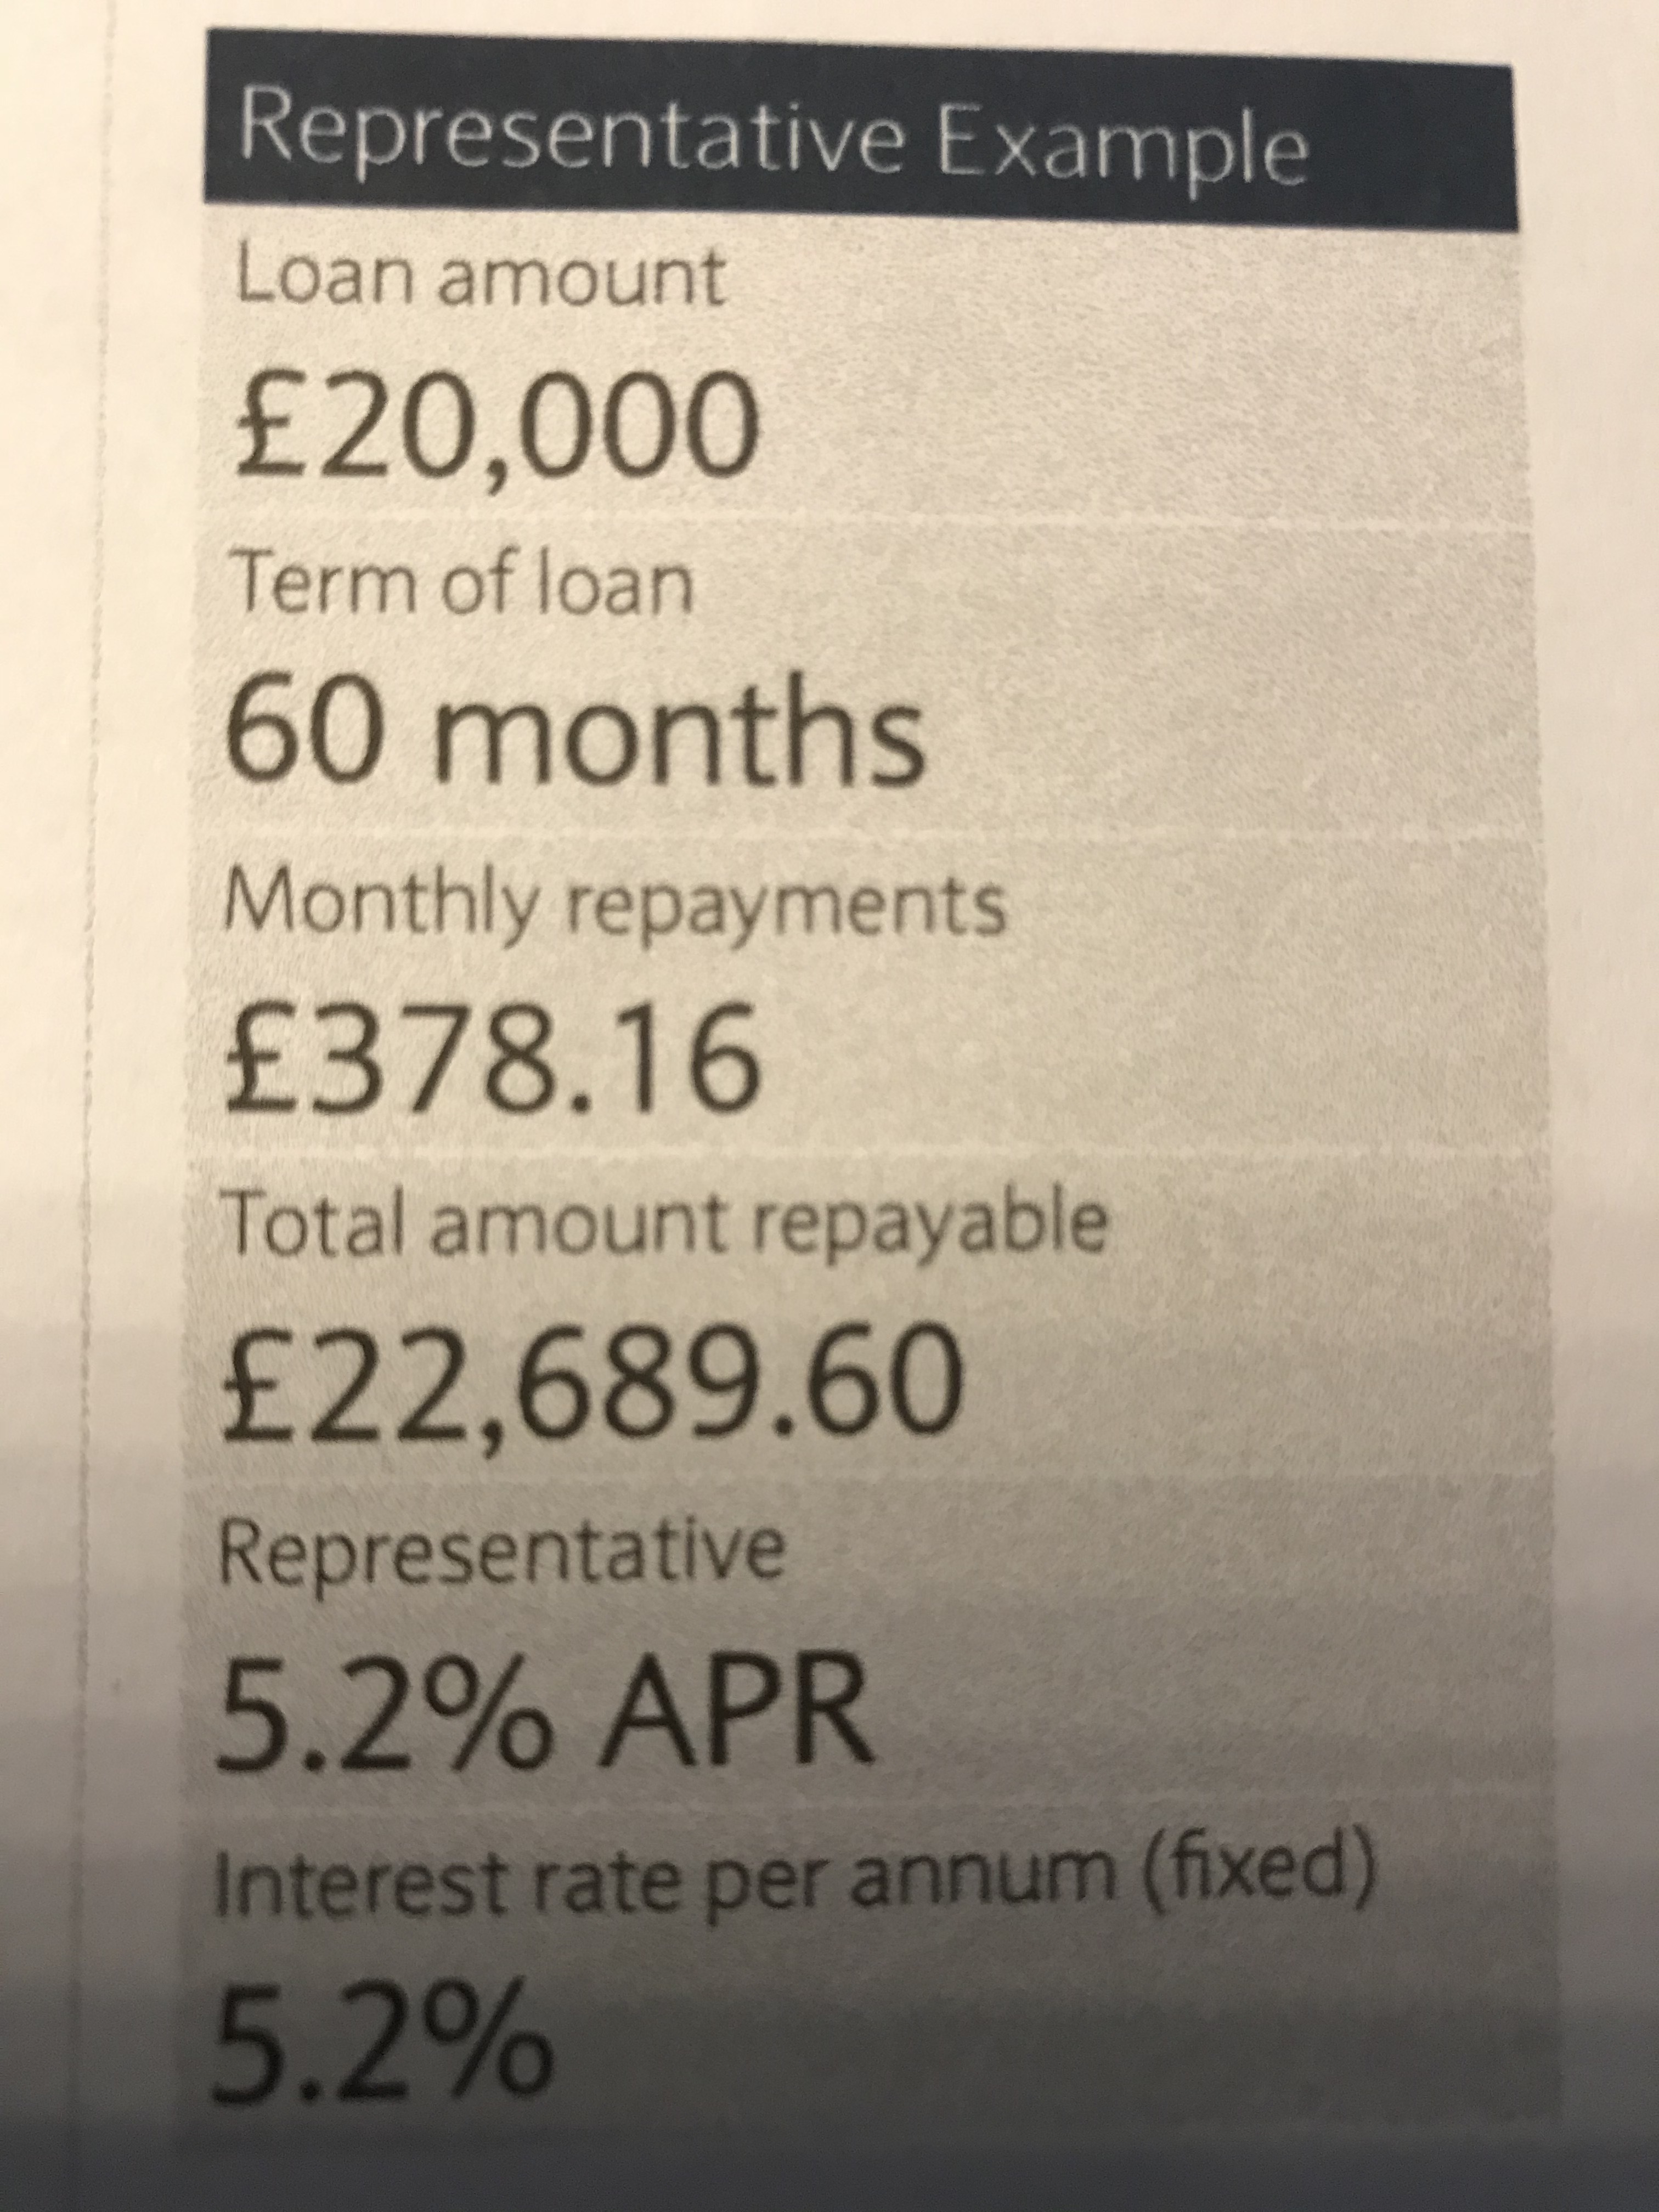 Representative Example
Loan amount
£20,000
Term of loan
60 months
Monthly repayments
£378.16
Total amount repayable
£22,689.60
Representative
5.2% APR
Interest rate per annum (fixed)
5.2%